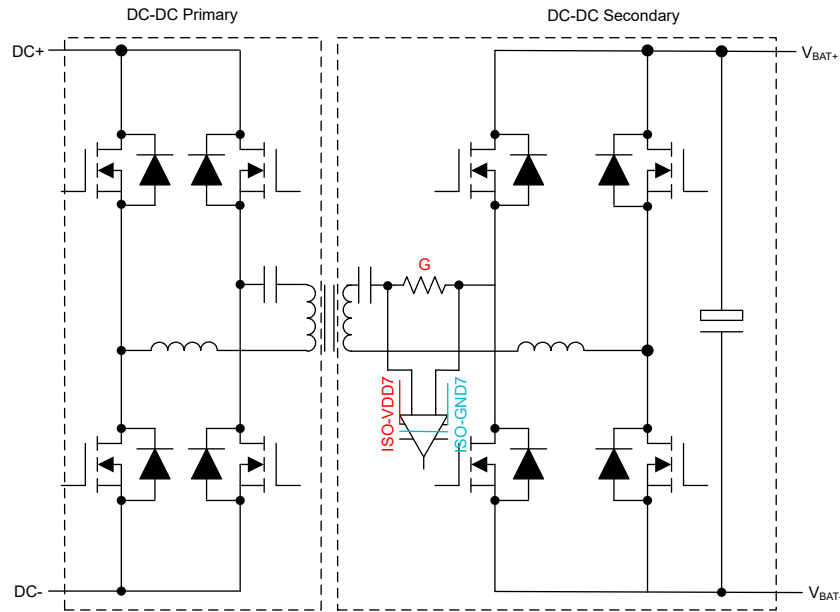 DC-DC Primary
DC-DC Secondary
DC+
VBAT+
G
ISO-VDD7
ISO-GND7
DC-
VBAT-